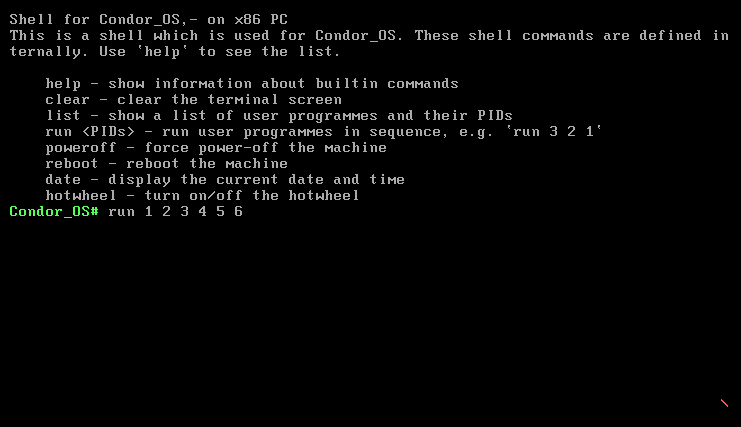 Shell for Condor_OS,- on x86 PC
This is a shell which is used for Condor_OS. These shell commands are defined in
ternally. Use `help` to see the list.
help - show information about builtin commands
clear - clear the terminal screen
list - show a list of user programmes and their PIDs
run <PIDs> - run user programmes in sequence, e.g. `run 3 2 1`
poweroff - force power-off the machine
reboot - reboot the machine
date - display the current date and time
hotwheel - turn on/off the hotwheel
Condor_OS# run 1 2 3 4 5 6
\